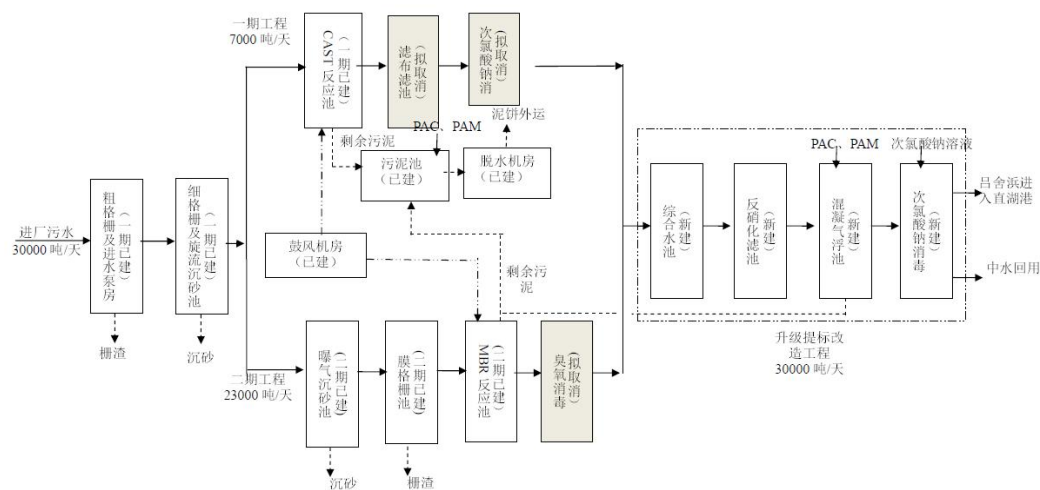 进厂污水
30000 吨/天
粗格栅及进水泵房
（一期已建）
栅渣
细格栅及旋流沉砂池
（一期已建）
沉砂
一期工程
7000 吨/天
CAST 反应池
（一期已建）
滤布滤池
（拟取消）
次氯酸钠消
（拟取消）
泥饼外运
PAC、PAM
剩余污泥
污泥池
（已建）
脱水机房
（已建）
鼓风机房
（已建）
剩余污
泥
二期工程
23000 吨/天
曝气沉砂池
（二期已建）
沉砂
膜格栅池
（二期已建）
栅渣
MBR 反应池
（二期已建）
臭氧消毒
（拟取消）
PAC、PAM
次氯酸钠溶液
综合水池
（新建）
反硝化滤池
（新建）
混凝气浮池
（新建）
次氯酸钠消毒
（新建）
吕舍浜进
入直湖港
中水回用
升级提标改
造工程
30000 吨/天